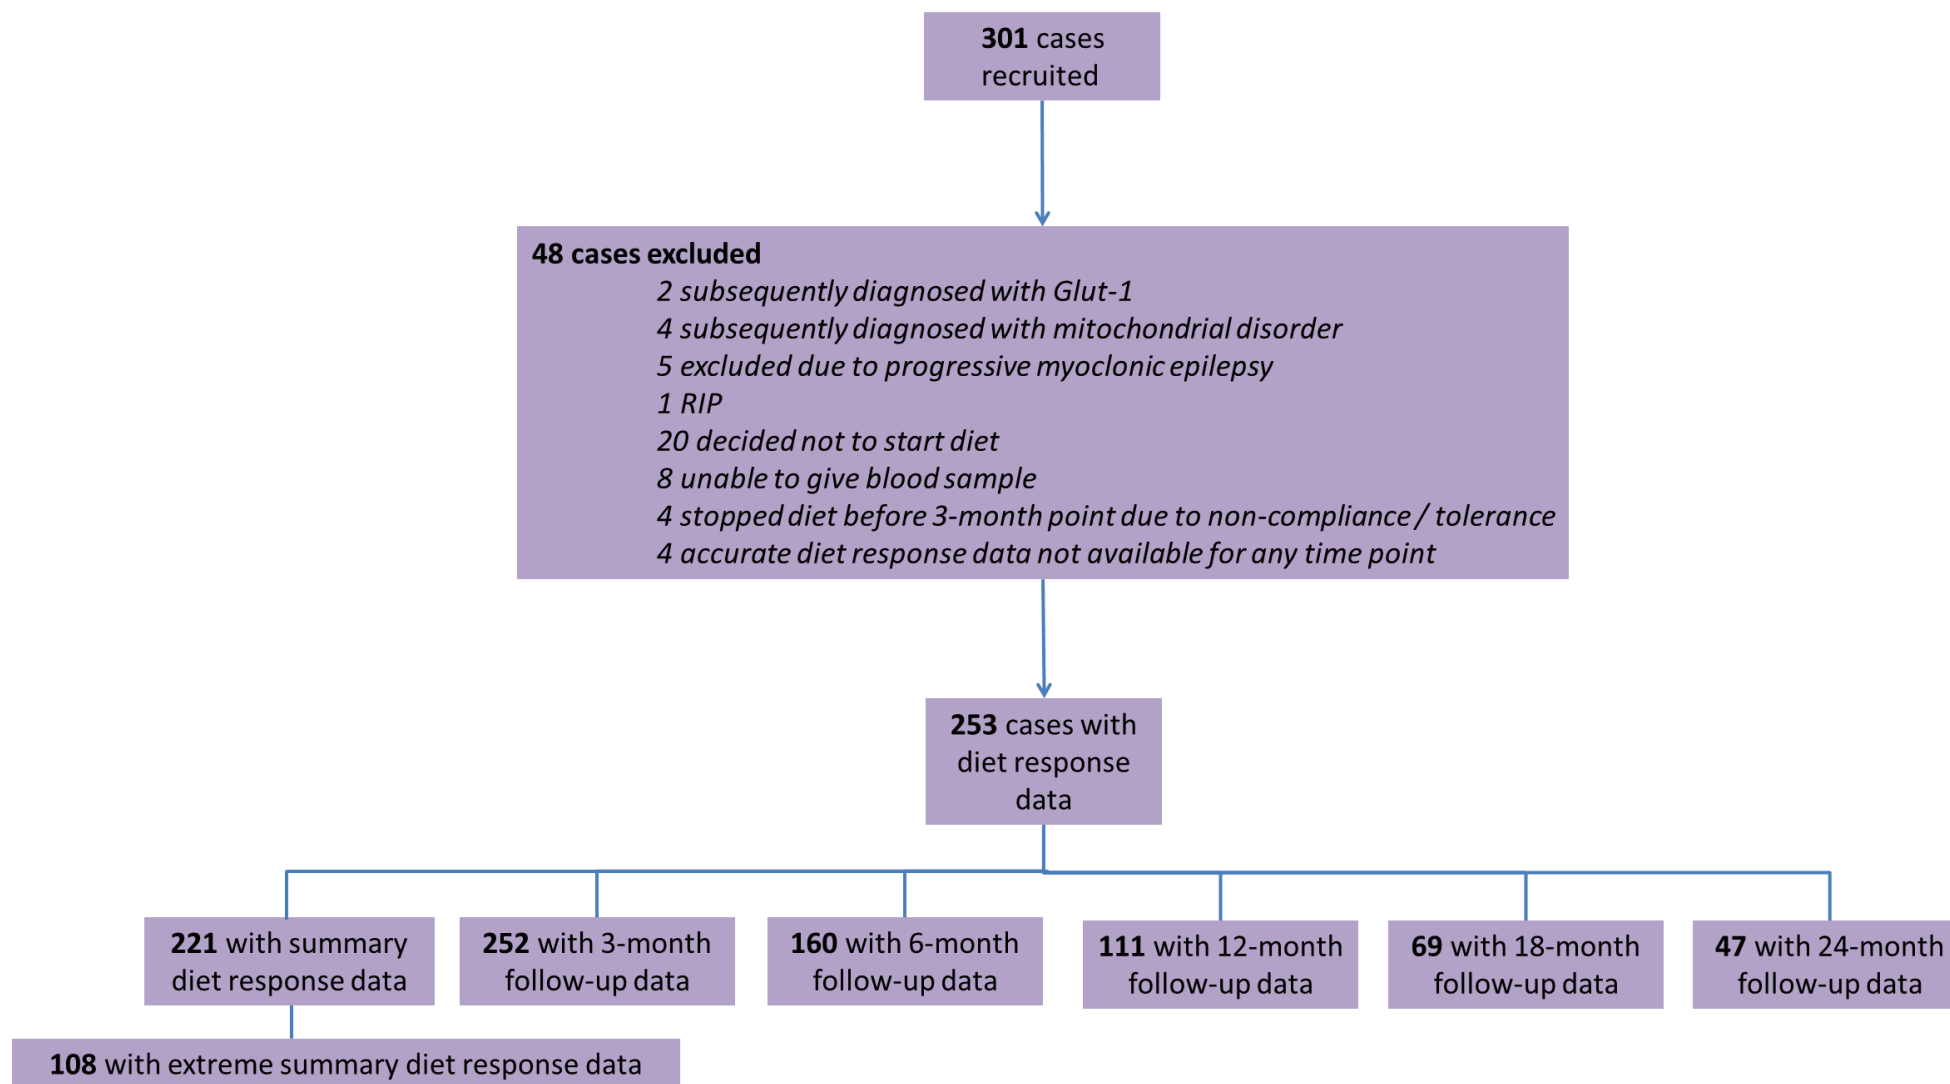 301 cases
recruited
48 cases excluded
2 subsequently diagnosed with Glut-1
4 subsequently diagnosed with mitochondrial disorder
5 excluded due to progressive myoclonic epilepsy
1 RIP
20 decided not to start diet
8 unable to give blood sample
4 stopped diet before 3-month point due to non-compliance / tolerance
4 accurate diet response data not available for any time point
253 cases with
diet response
data
221 with summary
diet response data
252 with 3-month
follow-up data
160 with 6-month
follow-up data
111 with 12-month
follow-up data
69 with 18-month
follow-up data
47 with 24-month
follow-up data
108 with extreme summary diet response data